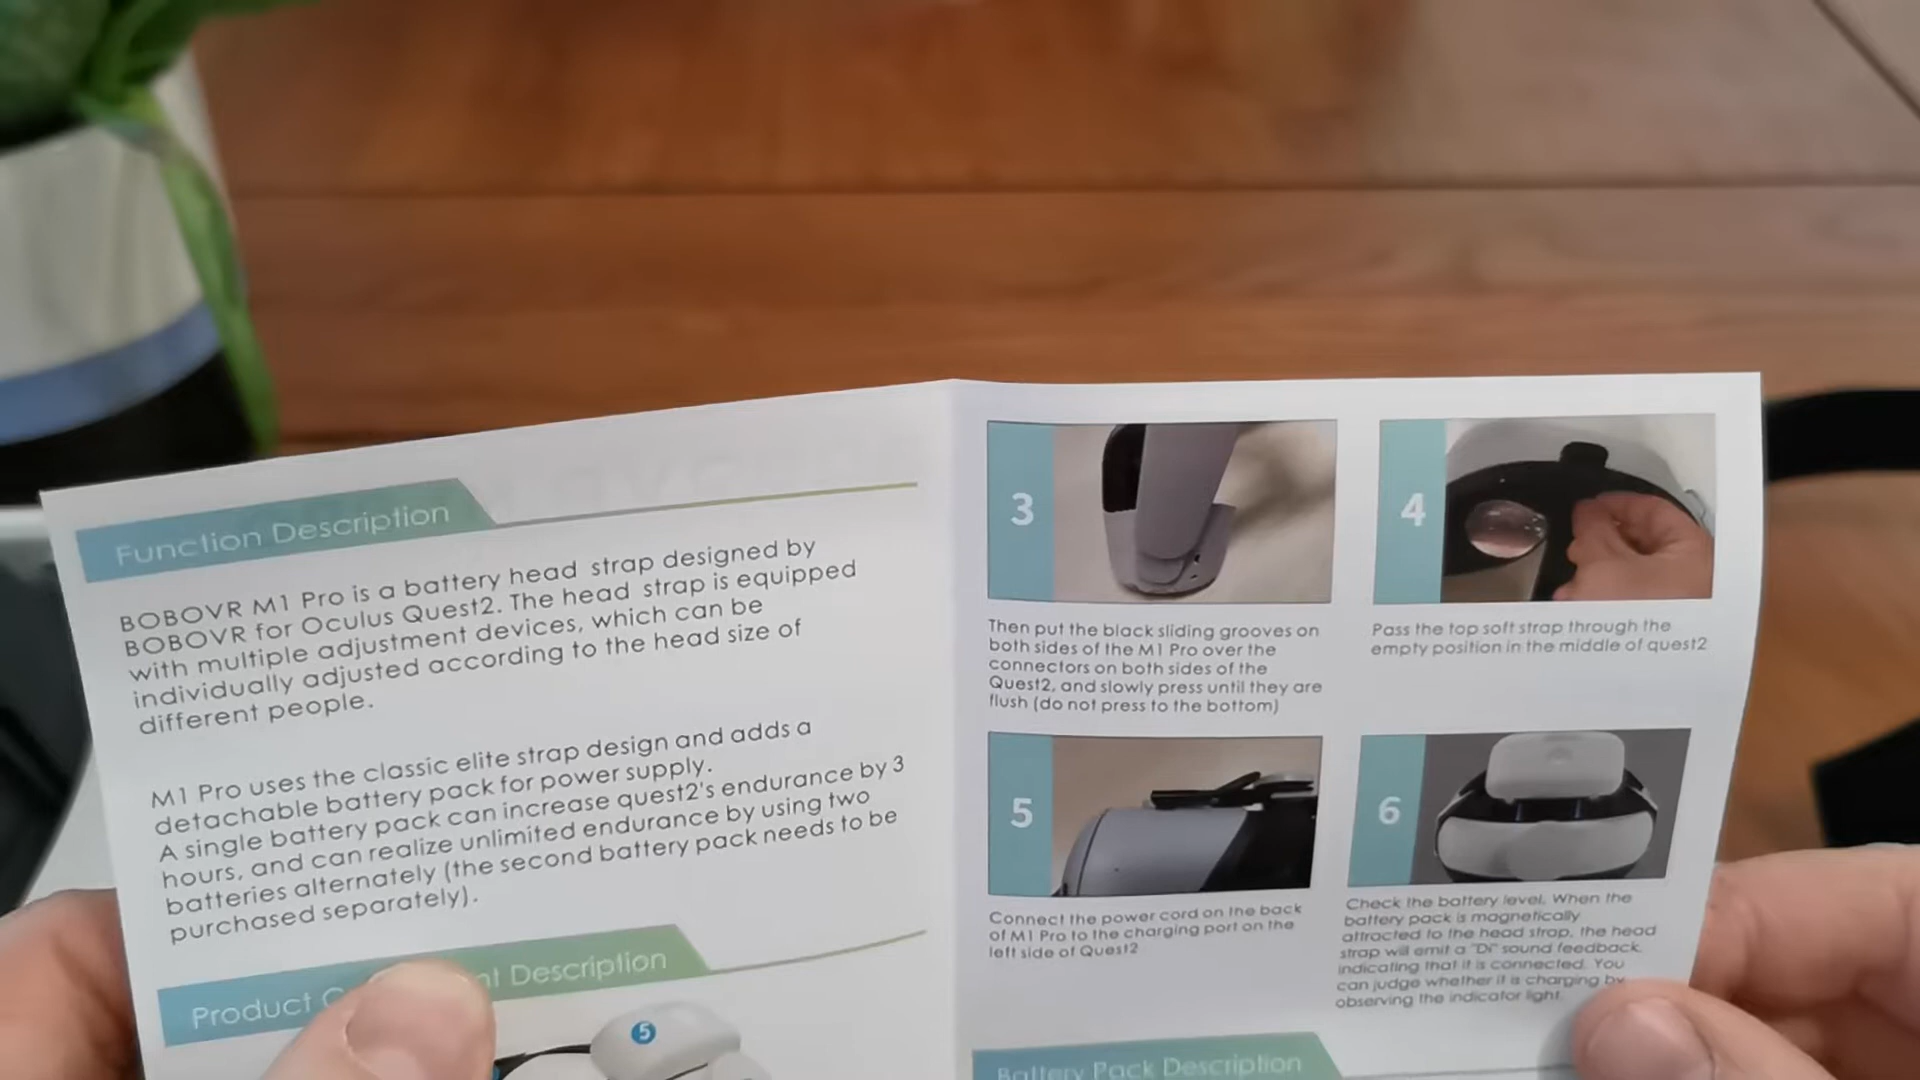 Function Description
BOBOVR M1 Pro is a battery head strap designed by
BOBOVR for Oculus Quest2. The head strap is equipped
with multiple adjustment devices, which can be
individually adjusted according to the head size of
different people.
M1 Pro uses the classic elite strap design and adds a
detachable battery pack for power supply.
A single battery pack can increase quest2's endurance by 3
hours, and can realize unlimited endurance by using two
batteries alternately (the second battery pack needs to be
purchased separately).
Product
Description
5
3
Then put the black sliding grooves on
both sides of the M1 Pro over the
connectors on both sides of the
Quest2, and slowly press until they are
flush (do not press to the bottom)
4
Pass the top soft strap through the
empty position in the middle of quest2
5
Connect the power cord on the back
of M1 Pro to the charging port on the
left side of Quest2
6
Check the battery level. When the
battery pack is magnetically
attracted to the head strap, the head
strap will emit a "Di" sound feedback,
indicating that it is connected. You
can judge whether it is charging by
observing the indicator light.
Battery Pack Description